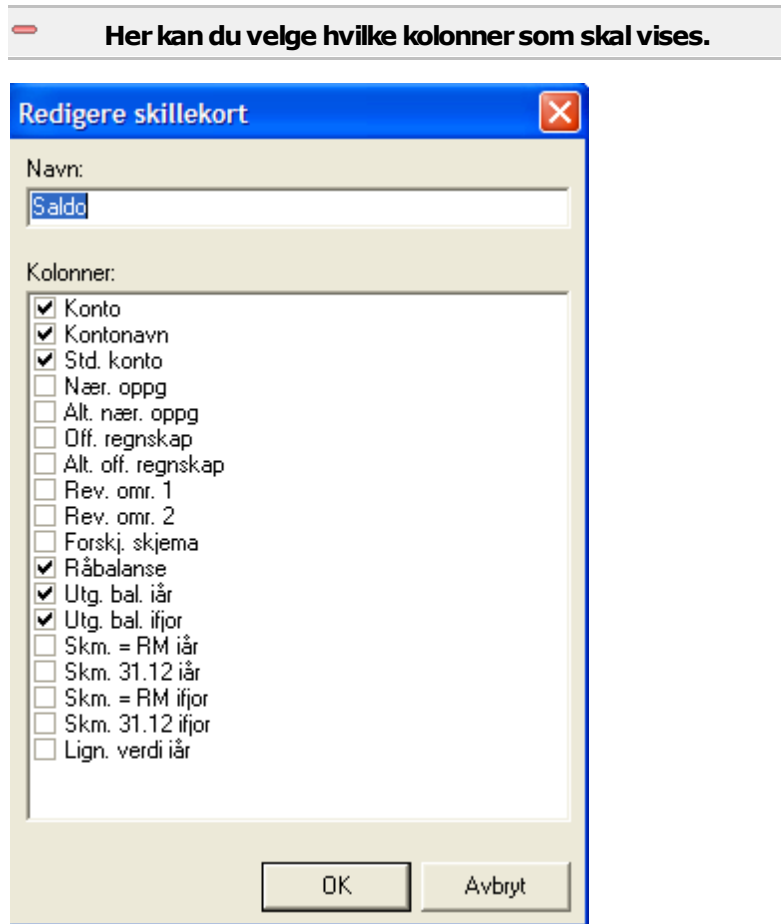 Her kan du velge hvilke kolonner som skal vises.
Redigere skillekort
Navn:
Saldo
Kolonner:
Konto
Kontonavn
Std. konto
Nær. oppg
Alt. nær. oppg
Off. regnskap
Alt. off. regnskap
Rev. omr. 1
Rev. omr. 2
Forskj. skjema
Råbalanse
Utg. bal. iår
Utg. bal. ifjor
Skm. = RM iår
Skm. 31.12 iår
Skm. = RM ifjor
Skm. 31.12 ifjor
Lign. verdi iår
OK Avbryt